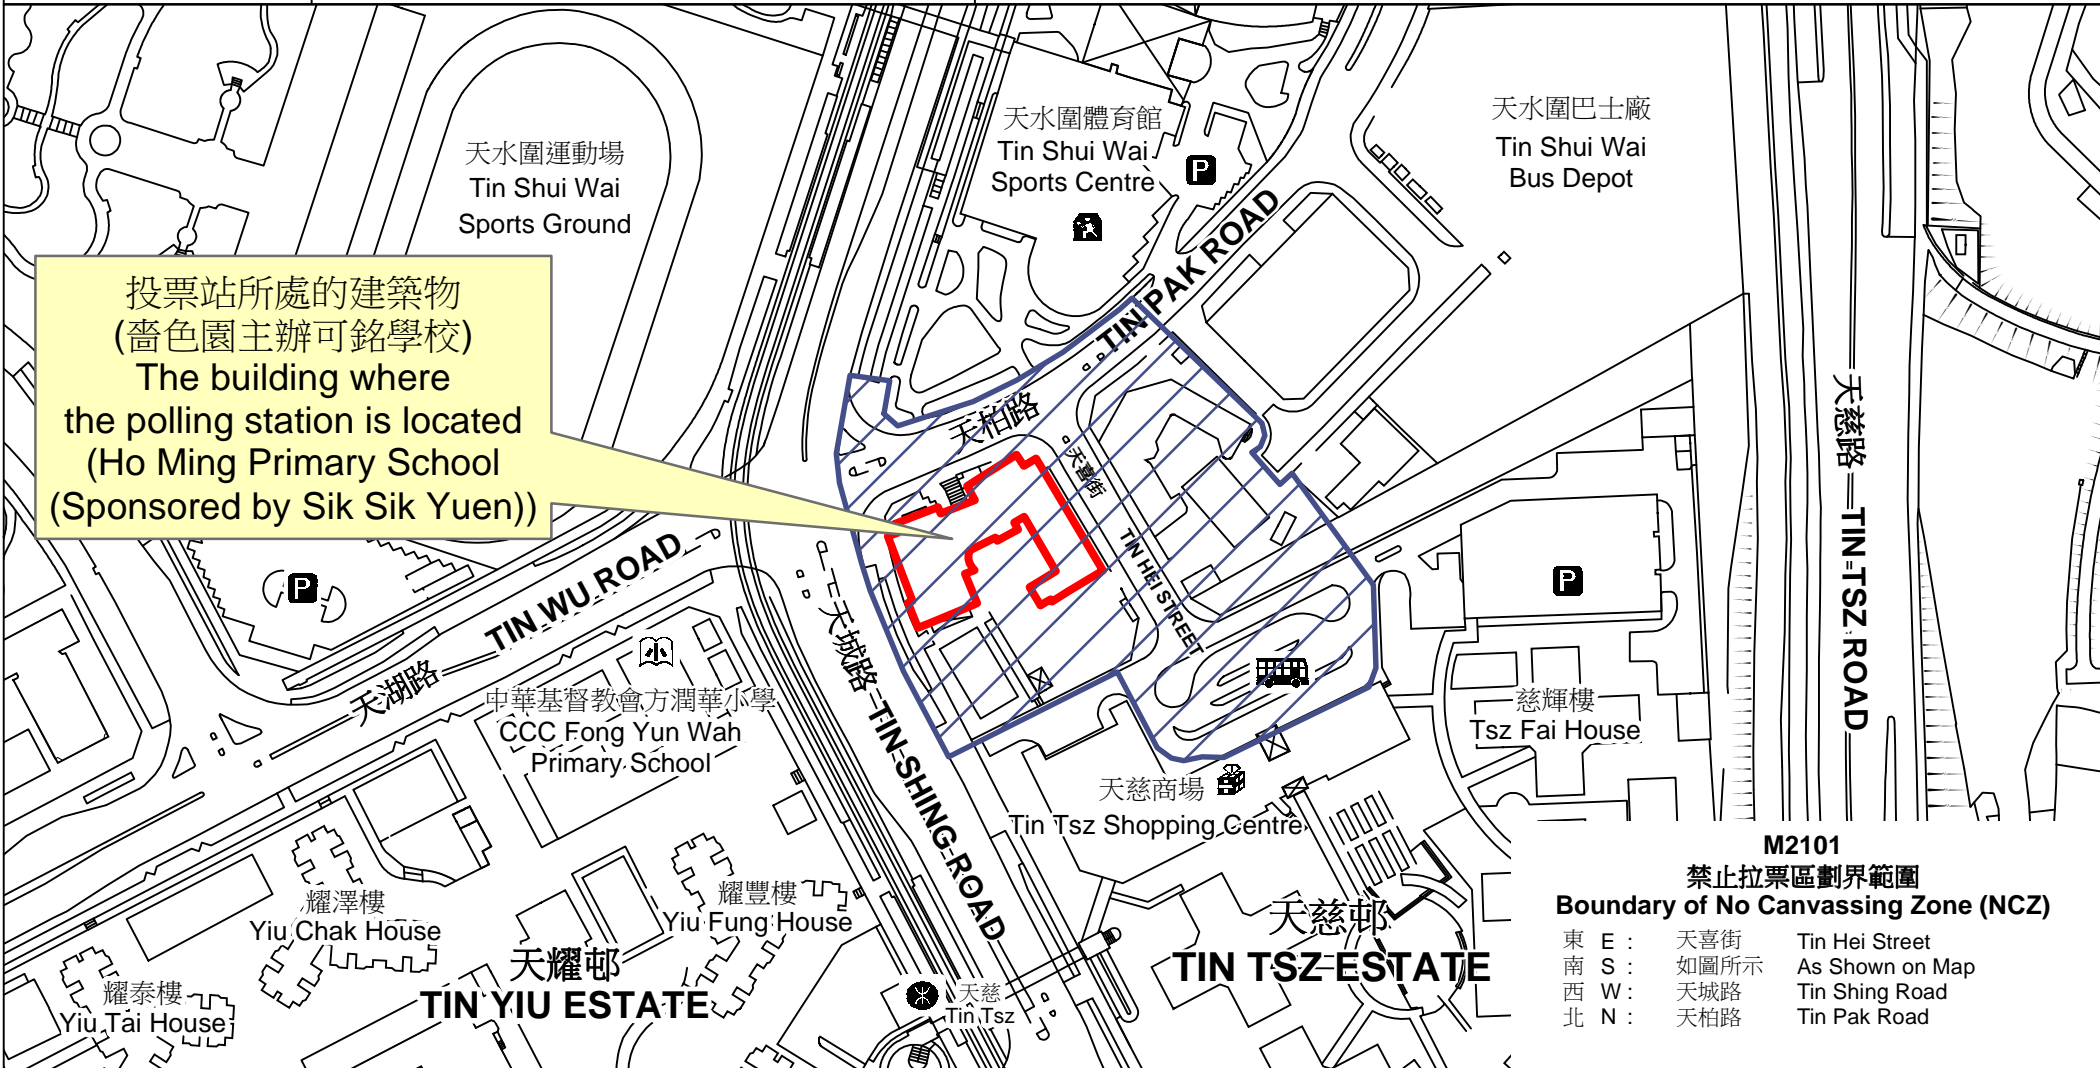 天水圍運動場
Tin Shui Wai
Sports Ground
天水圍體育館
Tin Shui Wai
Sports Centre
P
天水圍巴士廠
Tin Shui Wai
Bus Depot
投票站所處的建築物
(嗇色園主辦可銘學校)
The building where
the polling station is located
(Ho Ming Primary School
(Sponsored by Sik Sik Yuen))
TIN PAK ROAD
天柏路
天喜街
TIN HEI STREET
天慈路
TIN TSZ ROAD
P
P
TIN WU ROAD
天湖路
小
中華基督教會方潤華小學
CCC Fong Yun Wah
Primary School
天城路
TIN SHING ROAD
慈輝樓
Tsz Fai House
天慈商場
Tin Tsz Shopping Centre
耀澤樓
Yiu Chak House
耀豐樓
Yiu Fung House
天耀邨
TIN YIU ESTATE
耀泰樓
Yiu Tai House
天慈
Tin Tsz
天慈邨
TIN TSZ ESTATE
M2101
禁止拉票區劃界範圍
Boundary of No Canvassing Zone (NCZ)
東 E : 天喜街 Tin Hei Street
南 S : 如圖所示 As Shown on Map
西 W : 天城路 Tin Shing Road
北 N : 天柏路 Tin Pak Road